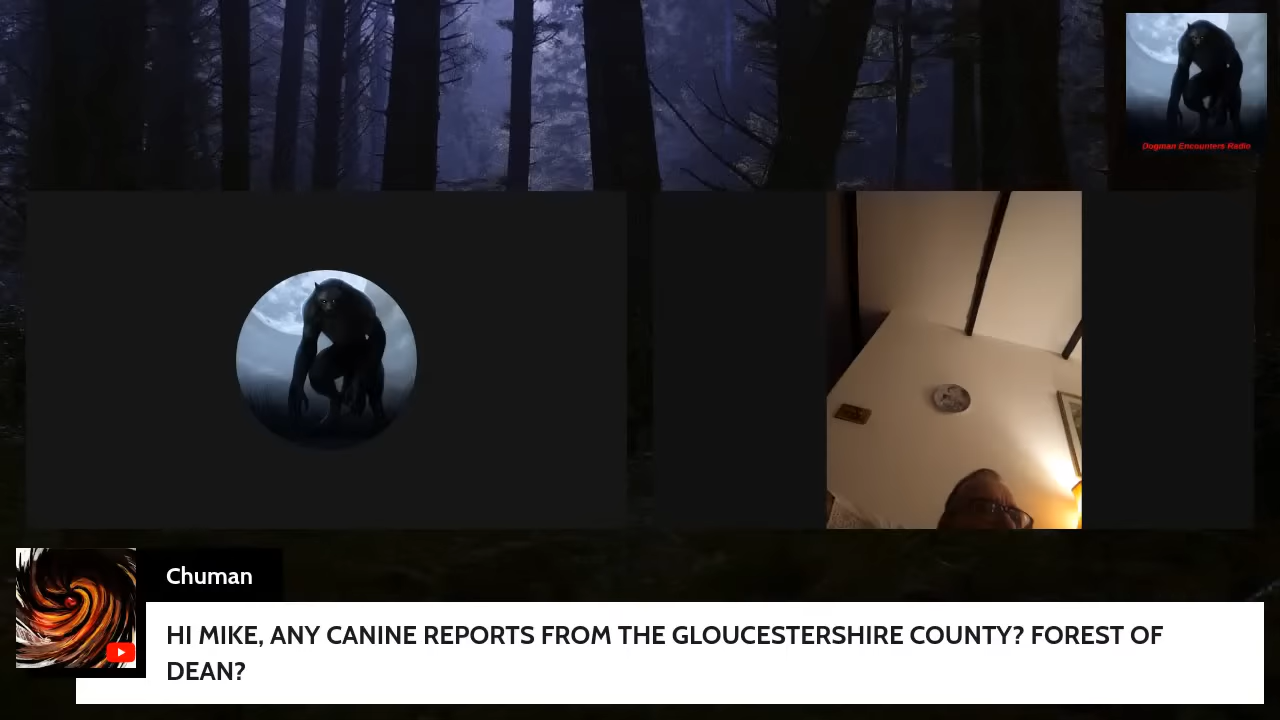 Dogman Encounters Radio
Chuman
HI MIKE, ANY CANINE REPORTS FROM THE GLOUCESTERSHIRE COUNTY? FOREST OF
DEAN?